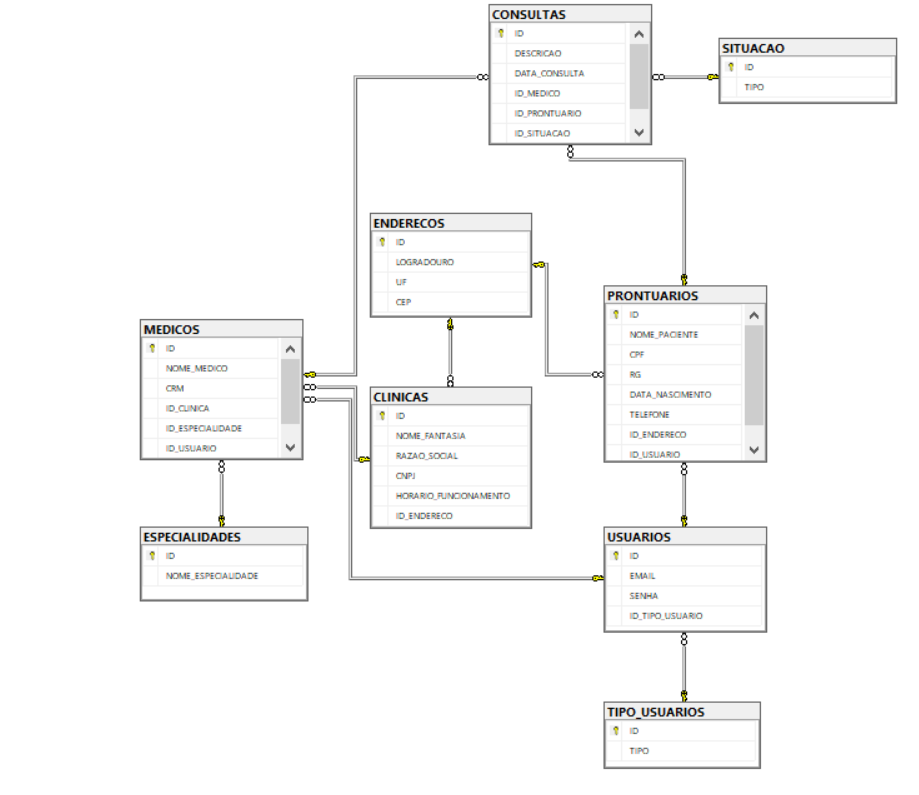 CONSULTAS
ID
DESCRICAO
DATA_CONSULTA
ID_MEDICO
ID_PRONTUARIO
ID_SITUACAO
SITUACAO
ID
TIPO
ENDERECOS
ID
LOGRADOURO
UF
CEP
PRONTUARIOS
ID
NOME_PACIENTE
CPF
RG
DATA_NASCIMENTO
TELEFONE
ID_ENDERECO
ID_USUARIO
MEDICOS
ID
NOME_MEDICO
CRM
ID_CLINICA
ID_ESPECIALIDADE
ID_USUARIO
CLINICAS
ID
NOME_FANTASIA
RAZAO_SOCIAL
CNPJ
HORARIO_FUNCIONAMENTO
ID_ENDERECO
ESPECIALIDADES
ID
NOME_ESPECIALIDADE
USUARIOS
ID
EMAIL
SENHA
ID_TIPO_USUARIO
TIPO_USUARIOS
ID
TIPO